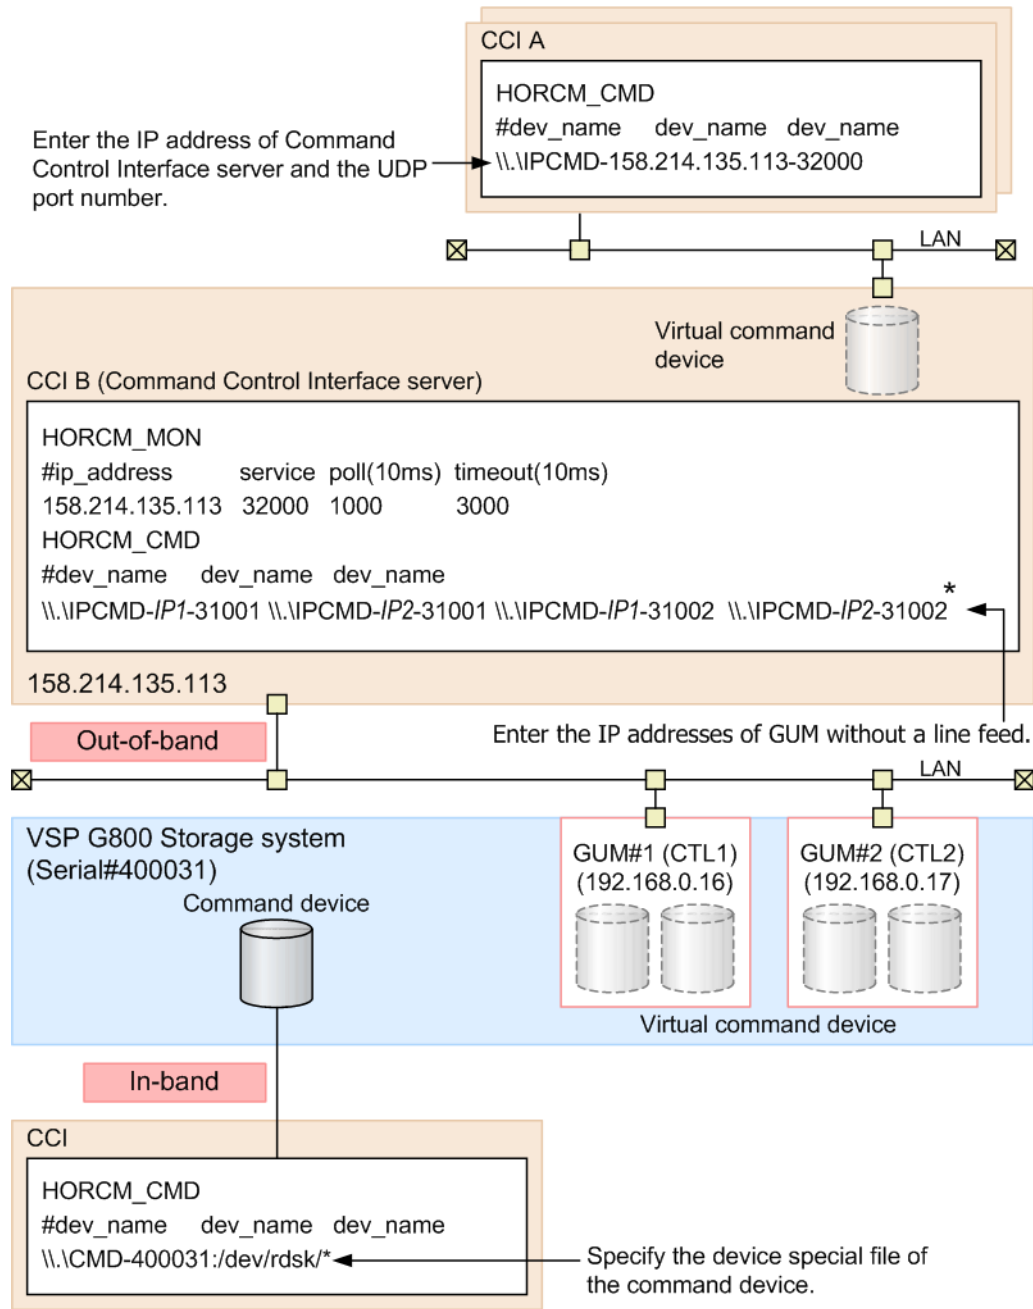 CCI A
HORCM_CMD
#dev_name dev_name dev_name
\\.\IPCMD-158.214.135.113-32000
Enter the IP address of Command
Control Interface server and the UDP
port number.
LAN
Virtual command
device
CCI B (Command Control Interface server)
HORCM_MON
#ip_address service poll(10ms) timeout(10ms)
158.214.135.113 32000 1000 3000
HORCM_CMD
#dev_name dev_name dev_name
\\.\IPCMD-IP1-31001 \\.\IPCMD-IP2-31001 \\.\IPCMD-IP1-31002 \\.\IPCMD-IP2-31002*
158.214.135.113
Enter the IP addresses of GUM without a line feed.
Out-of-band
LAN
VSP G800 Storage system
(Serial#400031)
Command device
GUM#1 (CTL1)
(192.168.0.16)
GUM#2 (CTL2)
(192.168.0.17)
Virtual command device
In-band
CCI
HORCM_CMD
#dev_name dev_name dev_name
\\.\CMD-400031:/dev/rdsk/*
Specify the device special file of
the command device.